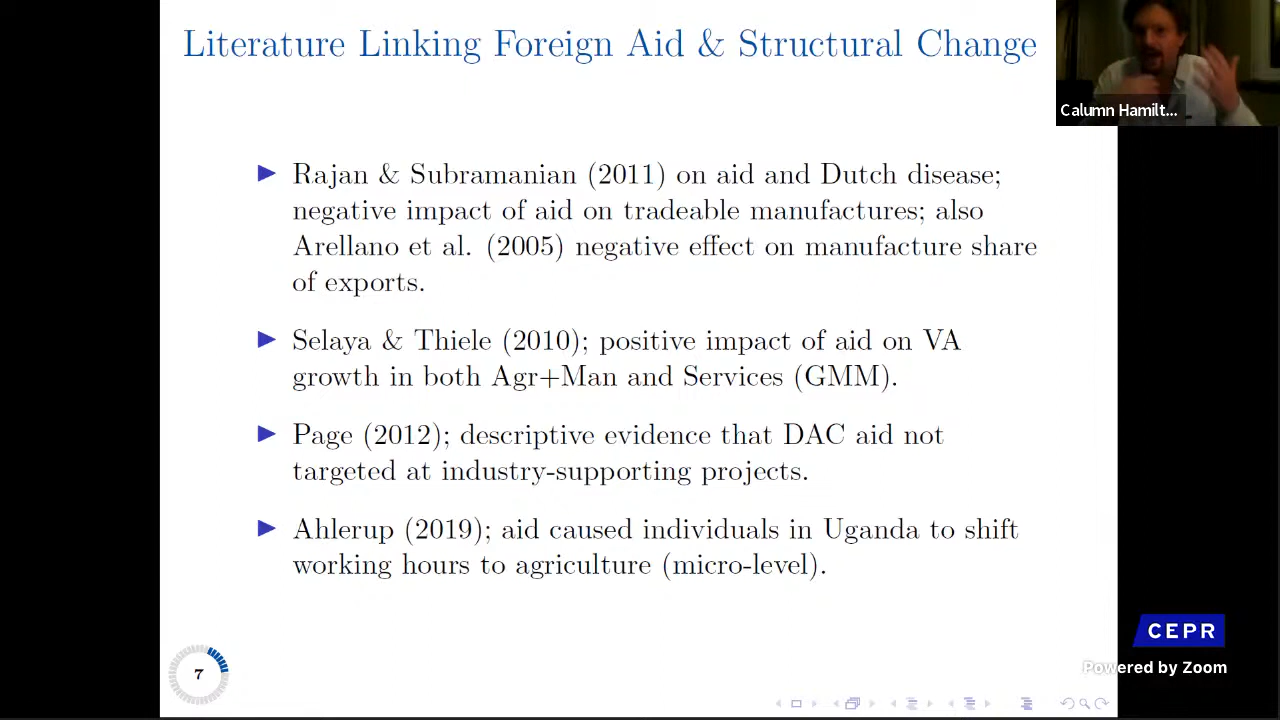 Literature Linking Foreign Aid & Structural Change
Calumn Hamilt...
▶ Rajan & Subramanian (2011) on aid and Dutch disease;
negative impact of aid on tradeable manufactures; also
Arellano et al. (2005) negative effect on manufacture share
of exports.
▶ Selaya & Thiele (2010); positive impact of aid on VA
growth in both Agr+Man and Services (GMM).
▶ Page (2012); descriptive evidence that DAC aid not
targeted at industry-supporting projects.
▶ Ahlerup (2019); aid caused individuals in Uganda to shift
working hours to agriculture (micro-level).
CEPR
Powered by Zoom
7